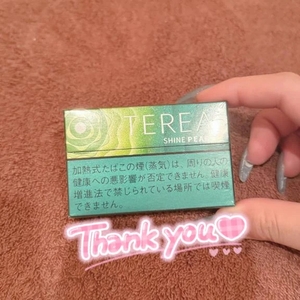 TEREA
SHINE PEARL
加熱式たばこの煙(蒸気)は、周りの人の
健康への悪影響が否定できません。健康
増進法で禁じられている場所では喫煙
できません。
Thank you